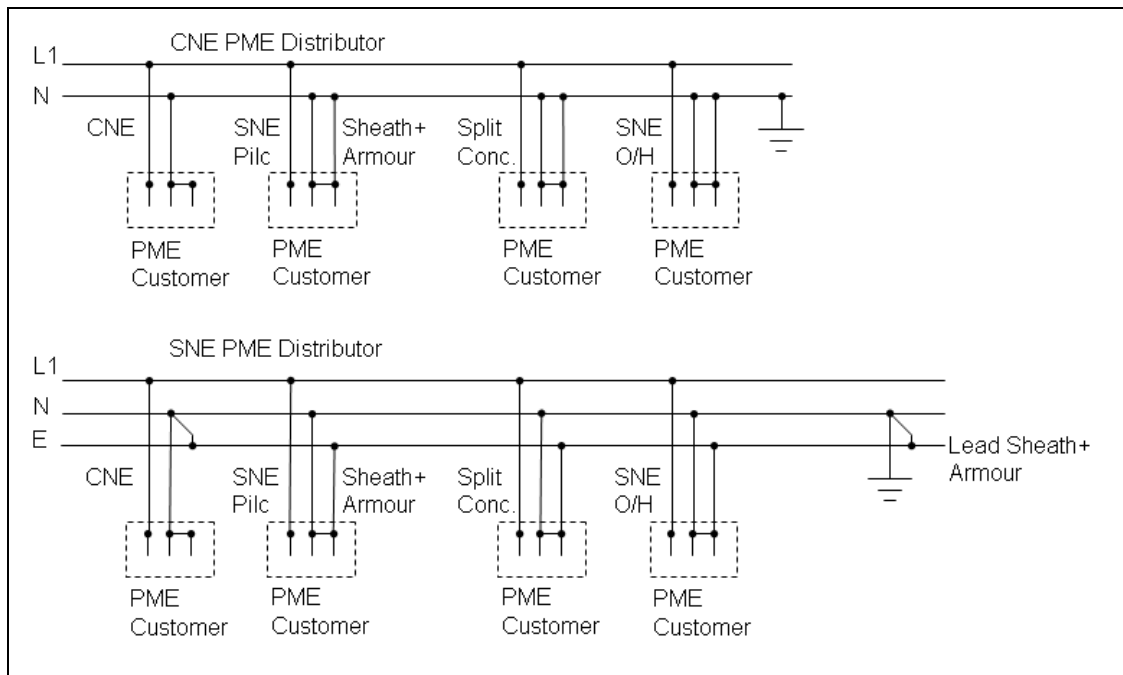 CNE PME Distributor
L1
N
CNE
SNE
Pilc
Sheath+
Armour
Split
Conc.
SNE
O/H
PME
Customer
PME
Customer
PME
Customer
PME
Customer
SNE PME Distributor
L1
N
E
Lead Sheath+
Armour
CNE
SNE
Pilc
Sheath+
Armour
Split
Conc.
SNE
O/H
PME
Customer
PME
Customer
PME
Customer
PME
Customer